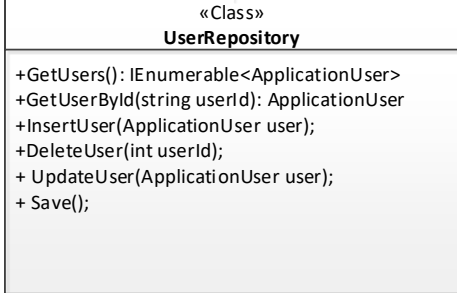 «Class»
UserRepository
+GetUsers(): IEnumerable<ApplicationUser>
+GetUserById(string userId): ApplicationUser
+InsertUser(ApplicationUser user);
+DeleteUser(int userId);
+ UpdateUser(ApplicationUser user);
+ Save();